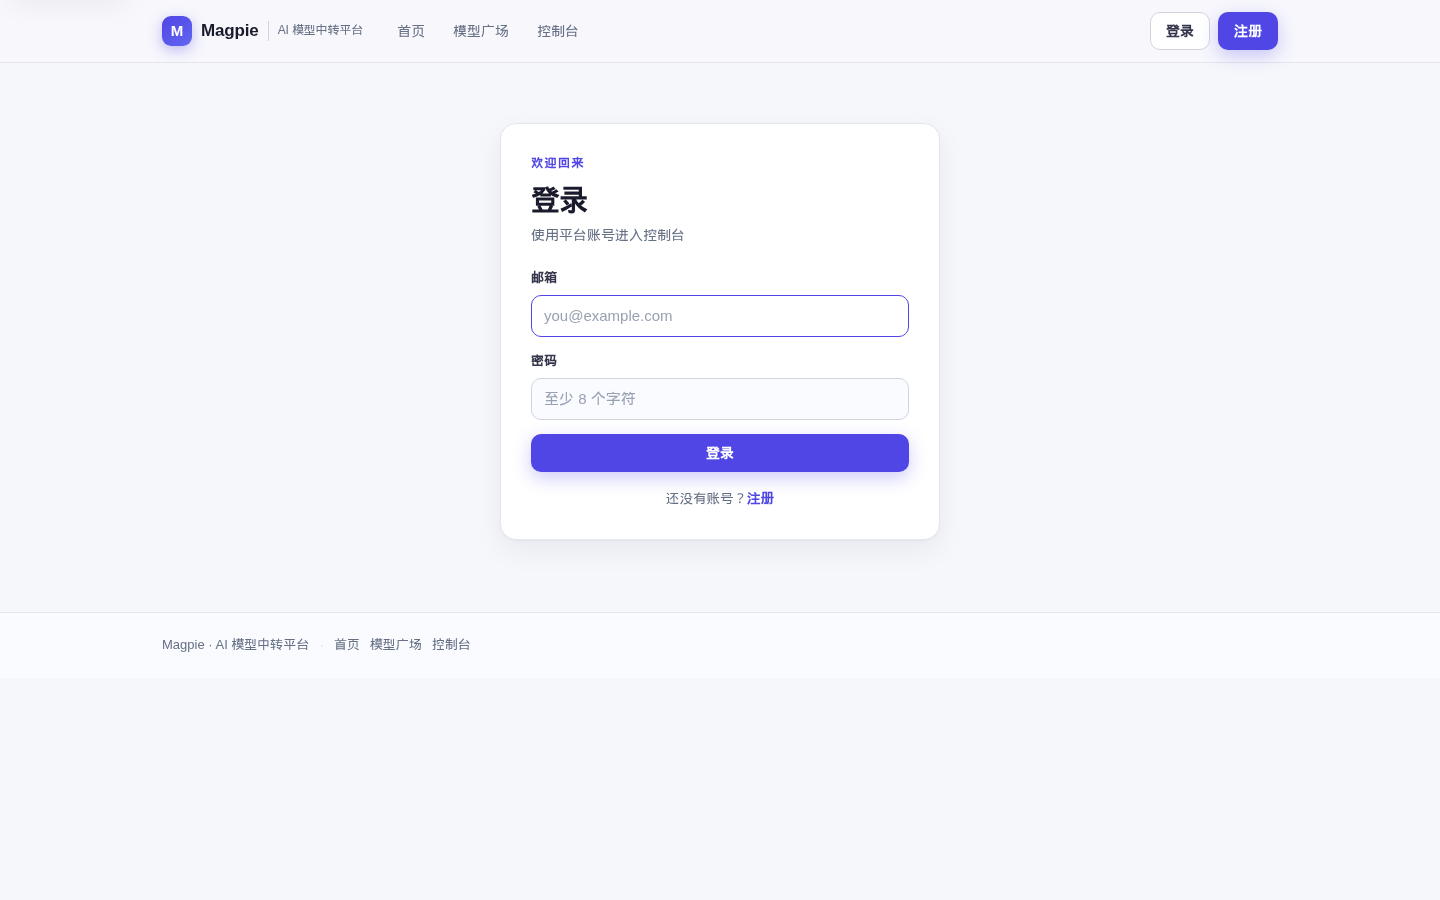 M Magpie AI 模型中转平台 首页 模型广场 控制台 登录 注册
欢迎回来
登录
使用平台账号进入控制台
邮箱
you@example.com
密码
至少 8 个字符
登录
还没有账号？注册
Magpie · AI 模型中转平台 · 首页 模型广场 控制台